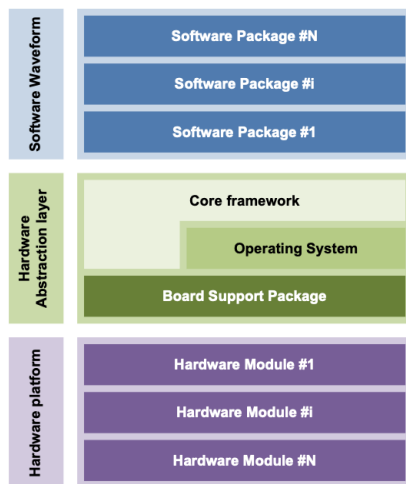 Software Waveform
Software Package #N
Software Package #i
Software Package #1
Hardware
Abstraction layer
Core framework
Operating System
Board Support Package
Hardware platform
Hardware Module #1
Hardware Module #i
Hardware Module #N